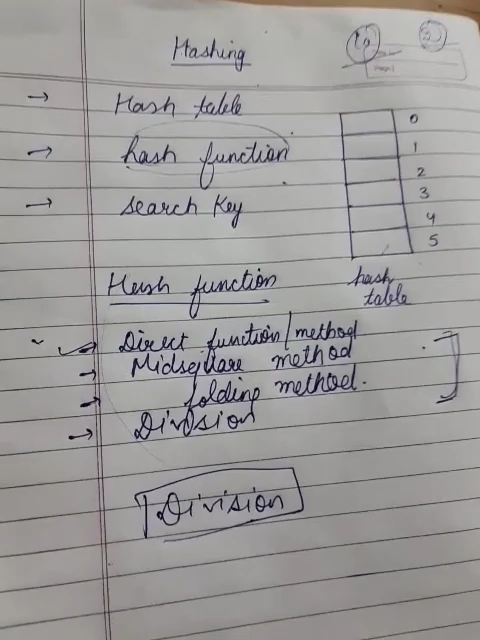 Hashing
→ Hash table
→ hash function
→ search key
0
1
2
3
4
5
hash
table
Hash function
→ Direct function/method
→ Midsquare method
→ folding method.
→ Division
Division